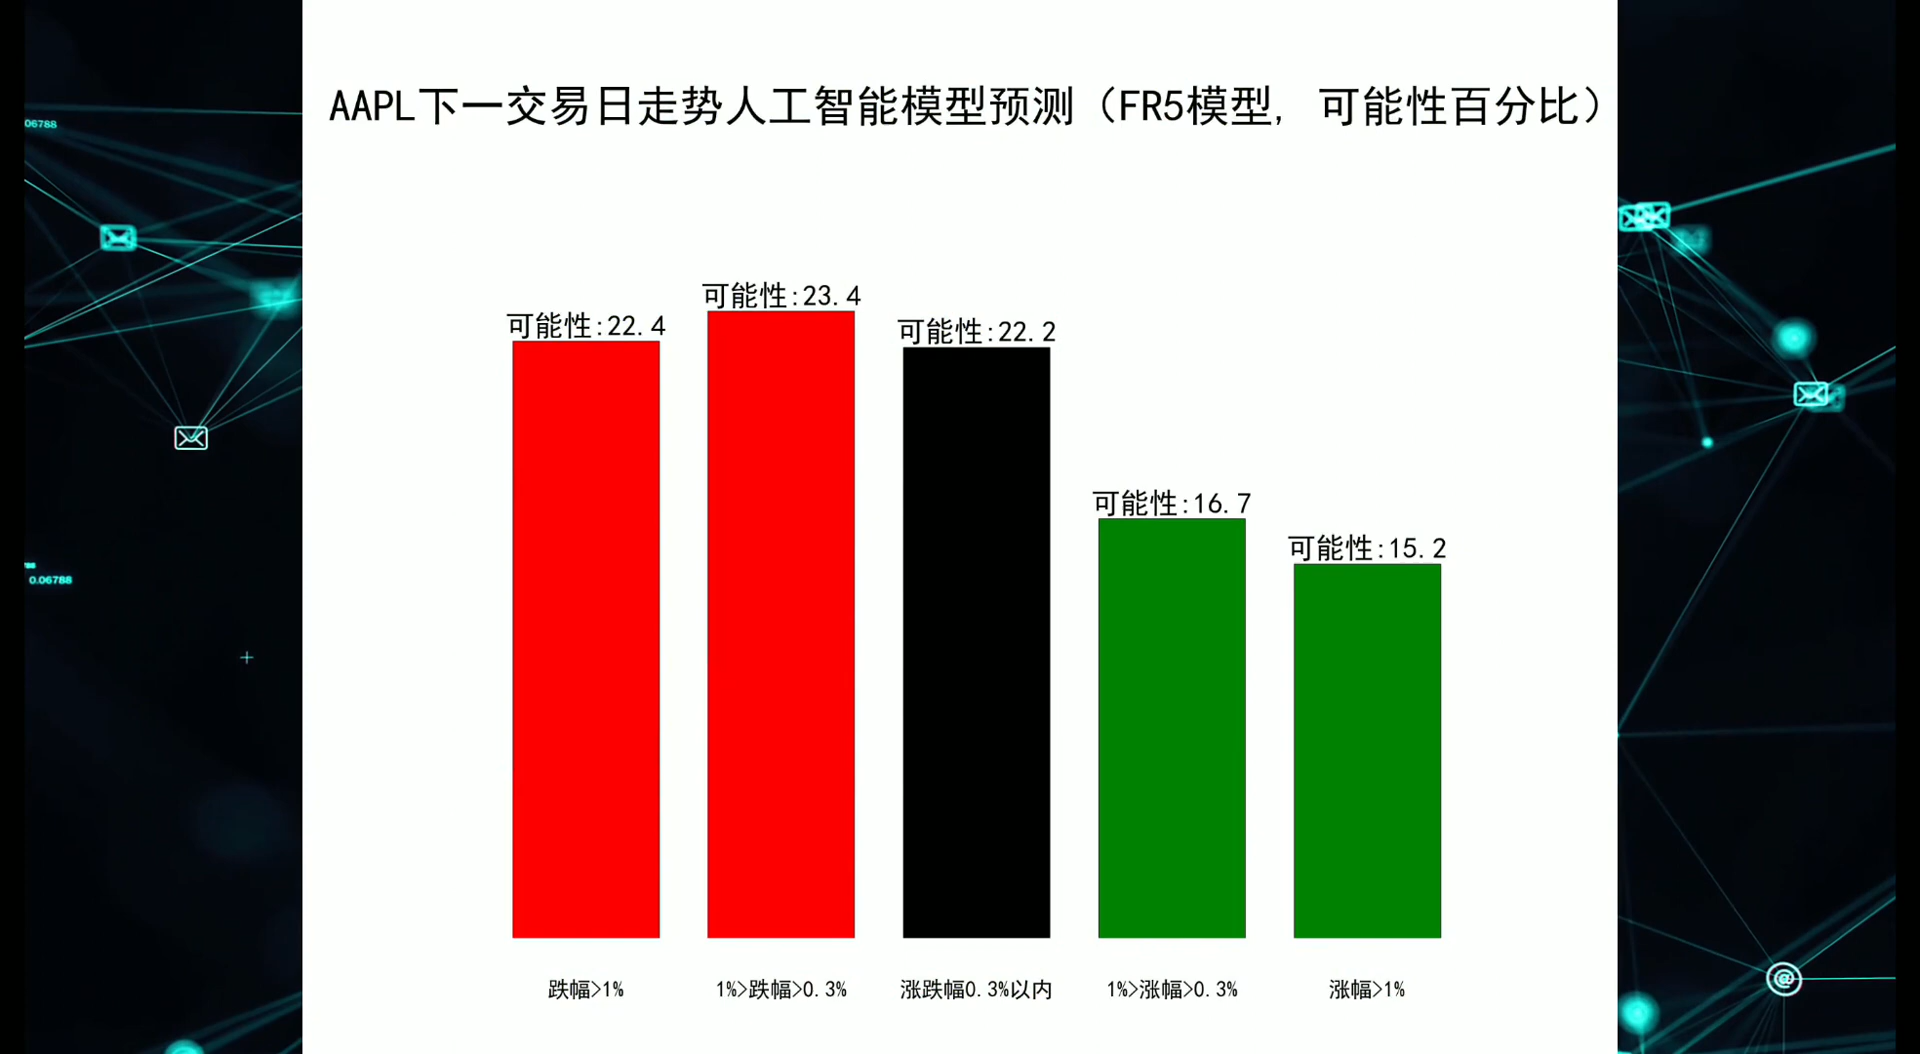 AAPL下一交易日走势人工智能模型预测（FR5模型, 可能性百分比）
06788
可能性:23.4
可能性:22.4
可能性:22.2
可能性:16.7
可能性:15.2
0.06788
跌幅>1%
1%>跌幅>0.3%
涨跌幅0.3%以内
1%>涨幅>0.3%
涨幅>1%
@